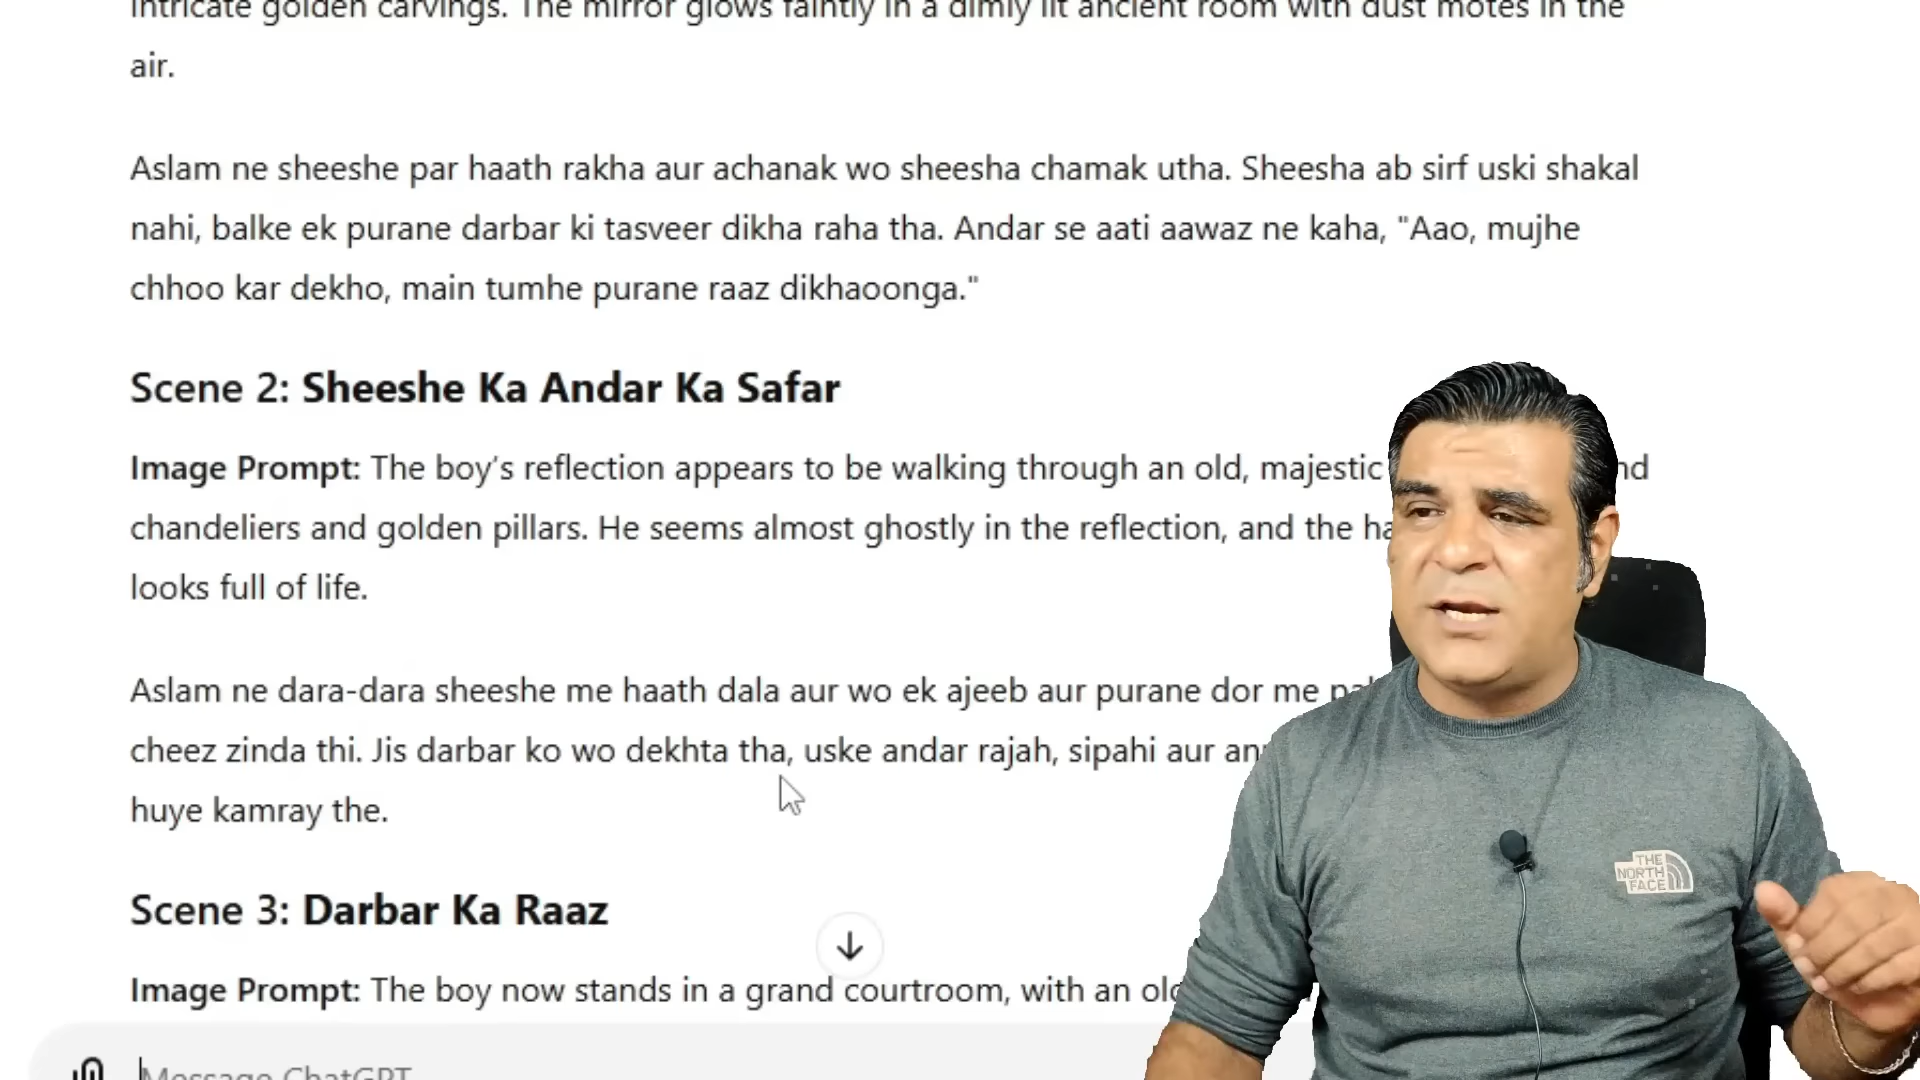 intricate golden carvings. The mirror glows faintly in a dimly lit ancient room with dust motes in the
air.
Aslam ne sheeshe par haath rakha aur achanak wo sheesha chamak utha. Sheesha ab sirf uski shakal
nahi, balke ek purane darbar ki tasveer dikha raha tha. Andar se aati aawaz ne kaha, "Aao, mujhe
chhoo kar dekho, main tumhe purane raaz dikhaoonga."
Scene 2: Sheeshe Ka Andar Ka Safar
Image Prompt: The boy’s reflection appears to be walking through an old, majestic
chandeliers and golden pillars. He seems almost ghostly in the reflection, and the
looks full of life.
Aslam ne dara-dara sheeshe me haath dala aur wo ek ajeeb aur purane dor me
cheez zinda thi. Jis darbar ko wo dekhta tha, uske andar rajah, sipahi aur
huye kamray the.
Scene 3: Darbar Ka Raaz
Image Prompt: The boy now stands in a grand courtroom, with an
Message ChatGPT
THE
NORTH
FACE